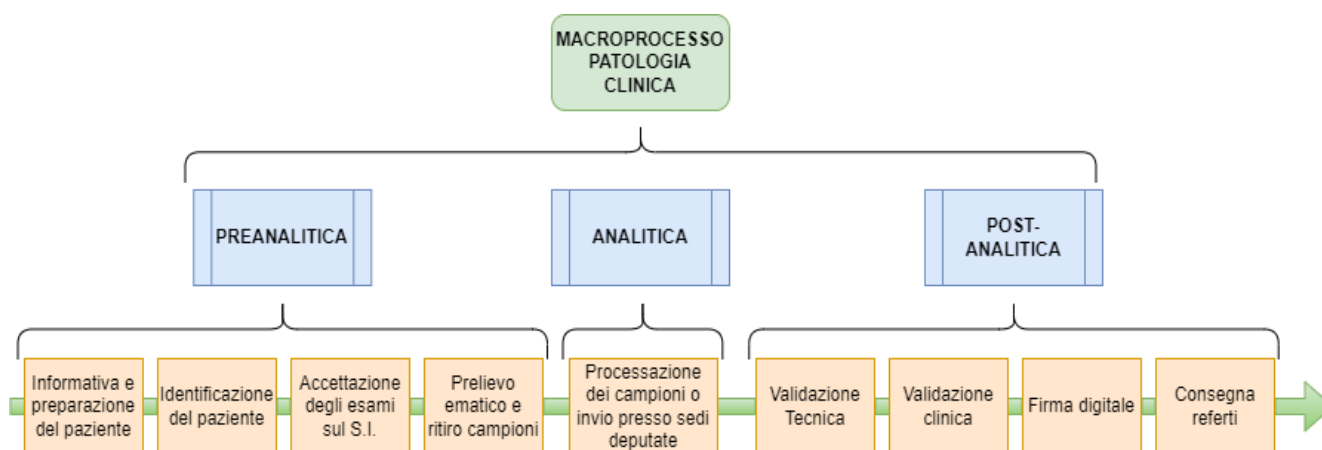 MACROPROCESSO
PATOLOGIA
CLINICA
PREANALITICA
ANALITICA
POST-
ANALITICA
Informativa e
preparazione
del paziente
Identificazione
del paziente
Accettazione
degli esami
sul S.I.
Prelievo
ematico e
ritiro campioni
Processazione
dei campioni o
invio presso sedi
deputate
Validazione
Tecnica
Validazione
clinica
Firma digitale
Consegna
referti